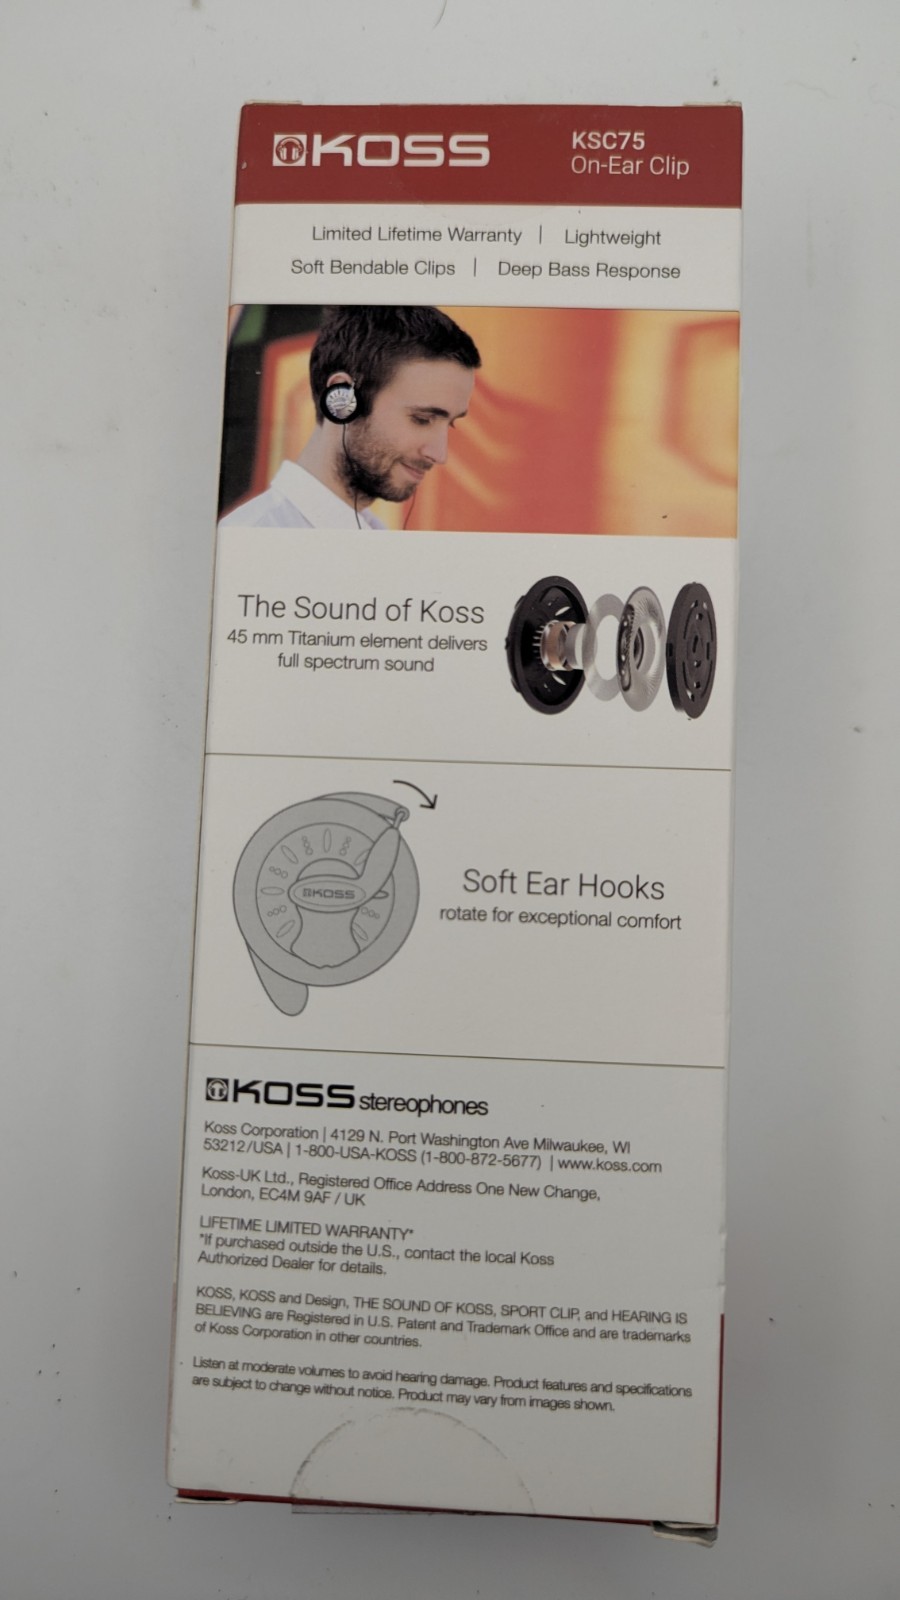 KOSS
KSC75
On-Ear Clip
Limited Lifetime Warranty | Lightweight
Soft Bendable Clips | Deep Bass Response
The Sound of Koss
45 mm Titanium element delivers
full spectrum sound
KOSS
Soft Ear Hooks
rotate for exceptional comfort
KOSS stereophones
Koss Corporation | 4129 N. Port Washington Ave Milwaukee, WI
53212/USA | 1-800-USA-KOSS (1-800-872-5677) | www.koss.com
Koss-UK Ltd., Registered Office Address One New Change,
London, EC4M 9AF / UK
LIFETIME LIMITED WARRANTY*
*If purchased outside the U.S., contact the local Koss
Authorized Dealer for details.
KOSS, KOSS and Design, THE SOUND OF KOSS, SPORT CLIP, and HEARING IS
BELIEVING are Registered in U.S. Patent and Trademark Office and are trademarks
of Koss Corporation in other countries.
Listen at moderate volumes to avoid hearing damage. Product features and specifications
are subject to change without notice. Product may vary from images shown.